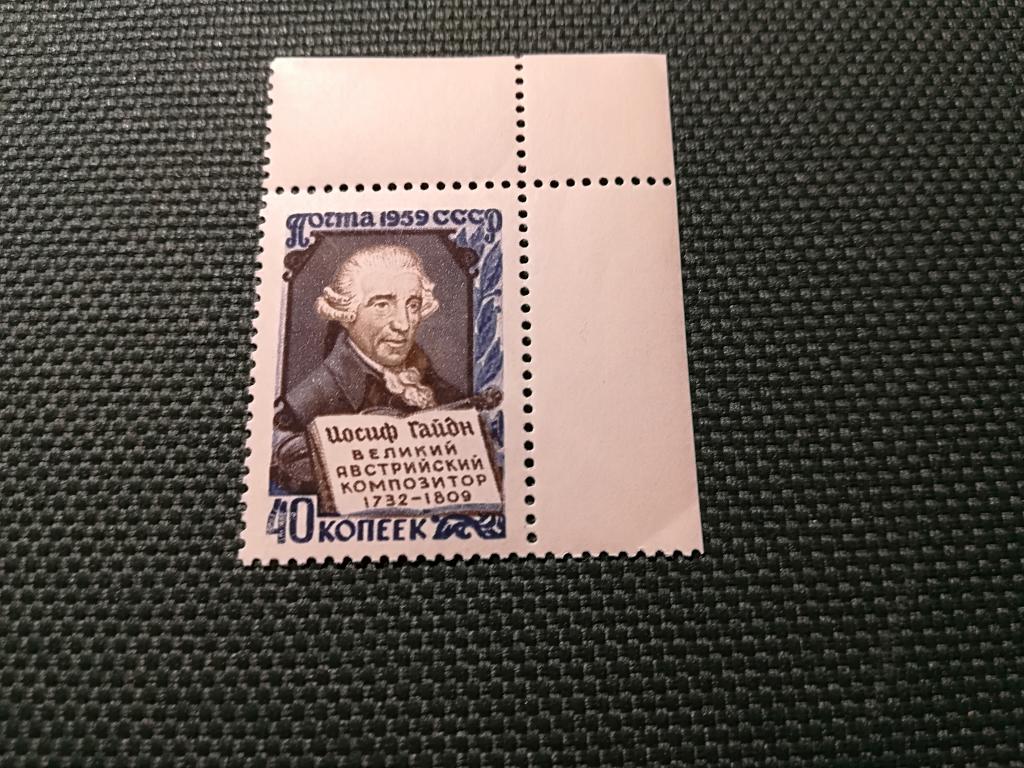 Почта 1959 СССР
Иосиф Гайдн
ВЕЛИКИЙ
АВСТРИЙСКИЙ
КОМПОЗИТОР
1732-1809
40 КОПЕЕК